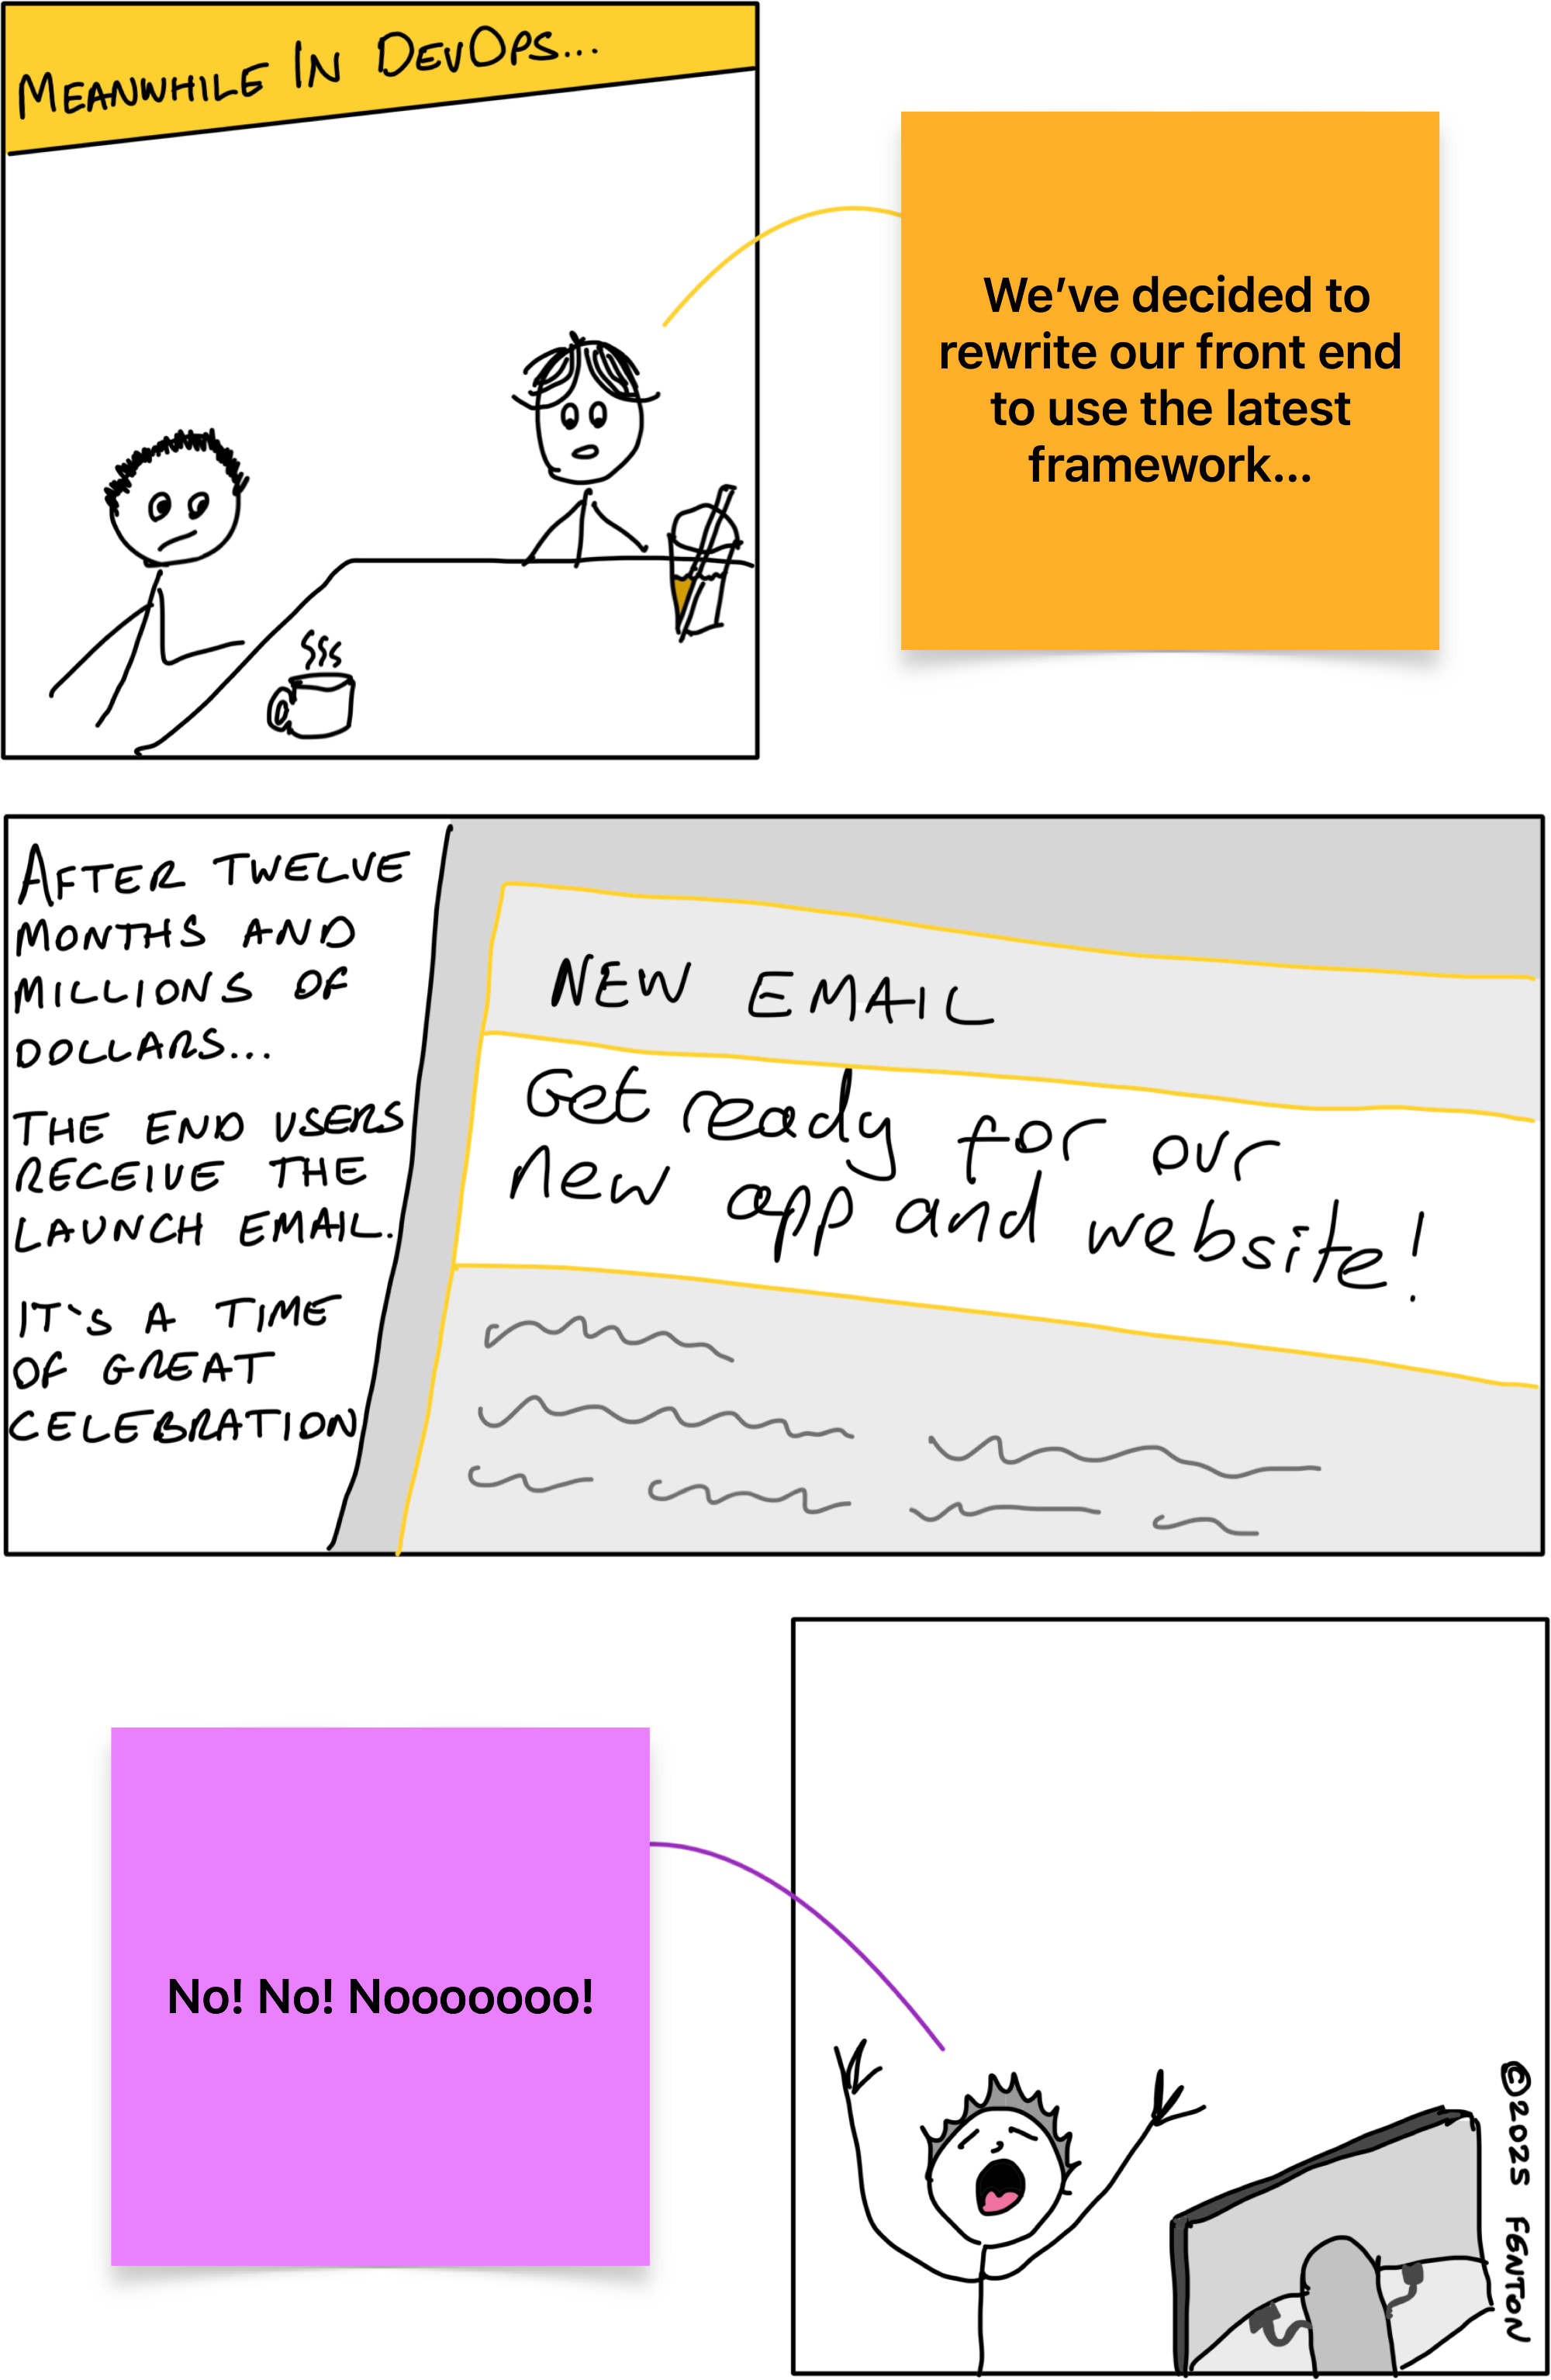 MEANWHILE IN DEVOPS...
We’ve decided to
rewrite our front end
to use the latest
framework...
AFTER TWELVE
MONTHS AND
MILLIONS OF
DOLLARS...
THE END USERS
RECEIVE THE
LAUNCH EMAIL.
IT'S A TIME
OF GREAT
CELEBRATION
NEW EMAIL
Get ready for our
new app and website!
No! No! Nooooooo!
©2025 FENTON